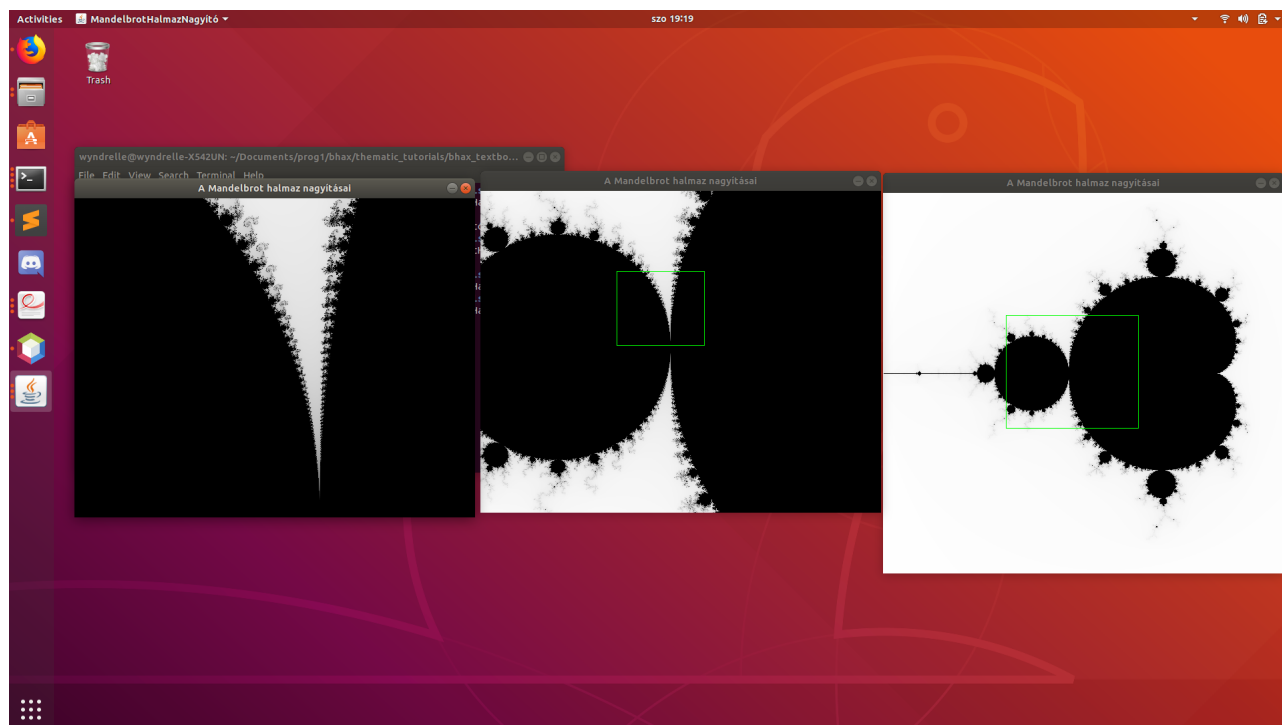 Activities
MandelbrotHalmazNagyító
szo 19:19
Trash
wyndrelle@wyndrelle-X542UN: ~/Documents/prog1/bhax/thematic_tutorials/bhax_textbo...
File Edit View Search Terminal Help
A Mandelbrot halmaz nagyításai
A Mandelbrot halmaz nagyításai
A Mandelbrot halmaz nagyításai